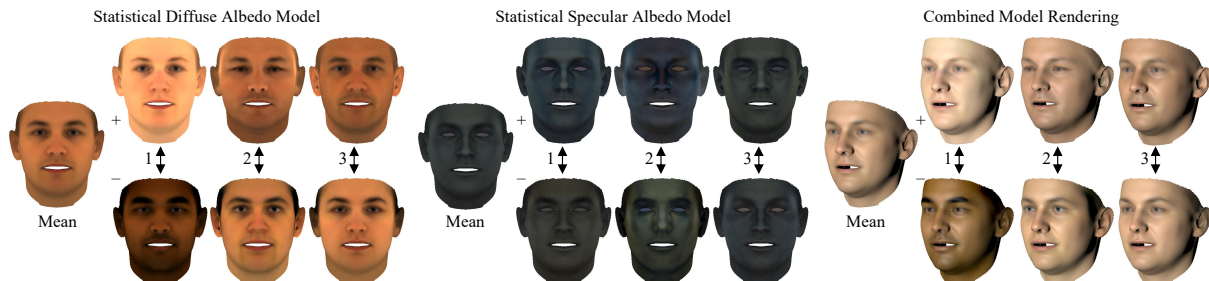 Statistical Diffuse Albedo Model
Statistical Specular Albedo Model
Combined Model Rendering
+
1 2 3
−
Mean
+
1 2 3
−
Mean
+
1 2 3
−
Mean